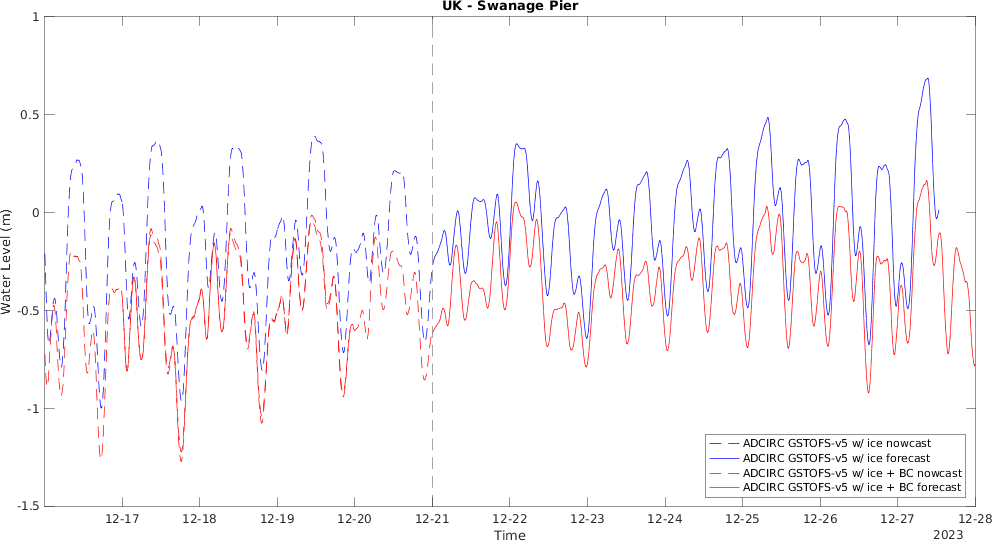 UK - Swanage Pier
Water Level (m)
1
0.5
0
-0.5
-1
-1.5
ADCIRC GSTOFS-v5 w/ ice nowcast
ADCIRC GSTOFS-v5 w/ ice forecast
ADCIRC GSTOFS-v5 w/ ice + BC nowcast
ADCIRC GSTOFS-v5 w/ ice + BC forecast
12-17 12-18 12-19 12-20 12-21 12-22 12-23 12-24 12-25 12-26 12-27 12-28
Time
2023